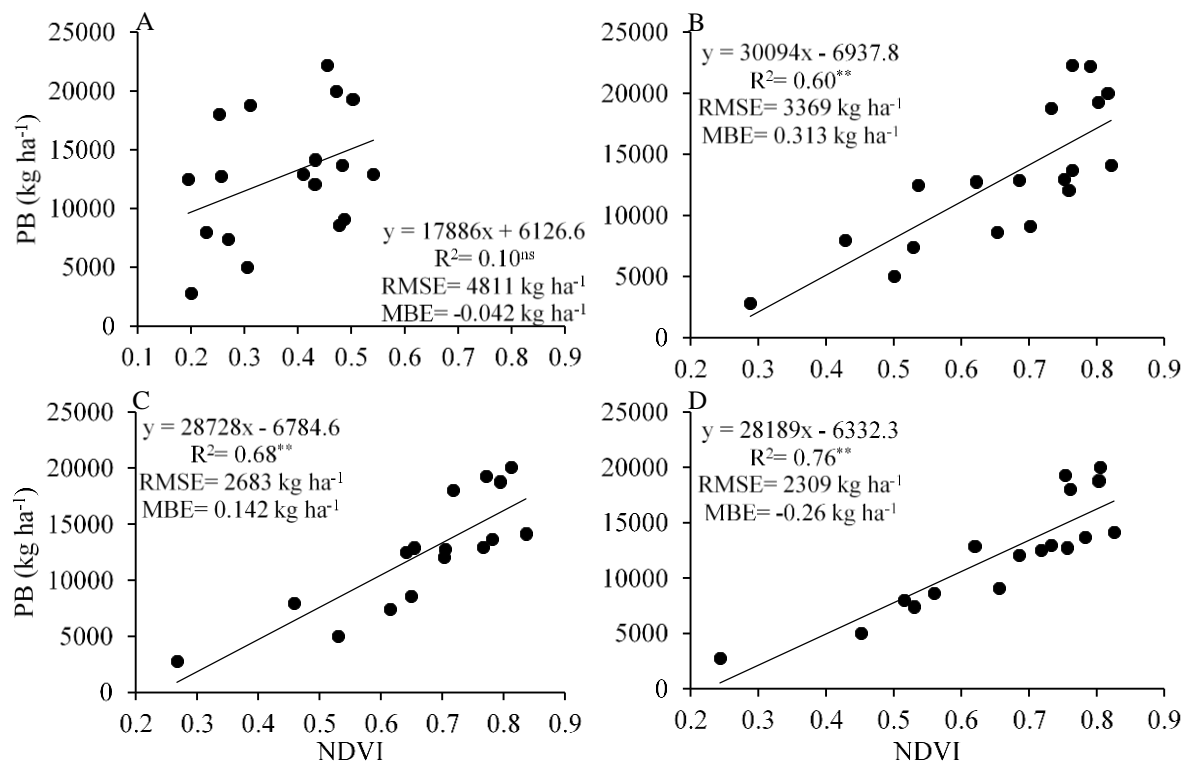 A
25000
20000
15000
10000
5000
0
PB (kg ha-1)
y = 17886x + 6126.6
R2= 0.10ns
RMSE= 4811 kg ha-1
MBE= -0.042 kg ha-1
0.1 0.2 0.3 0.4 0.5 0.6 0.7 0.8 0.9
B
25000
20000
15000
10000
5000
0
y = 30094x - 6937.8
R2= 0.60**
RMSE= 3369 kg ha-1
MBE= 0.313 kg ha-1
0.2 0.3 0.4 0.5 0.6 0.7 0.8 0.9
C
25000
20000
15000
10000
5000
0
PB (kg ha-1)
y = 28728x - 6784.6
R2= 0.68**
RMSE= 2683 kg ha-1
MBE= 0.142 kg ha-1
0.2 0.3 0.4 0.5 0.6 0.7 0.8 0.9
NDVI
D
25000
20000
15000
10000
5000
0
y = 28189x - 6332.3
R2= 0.76**
RMSE= 2309 kg ha-1
MBE= -0.26 kg ha-1
0.2 0.3 0.4 0.5 0.6 0.7 0.8 0.9
NDVI